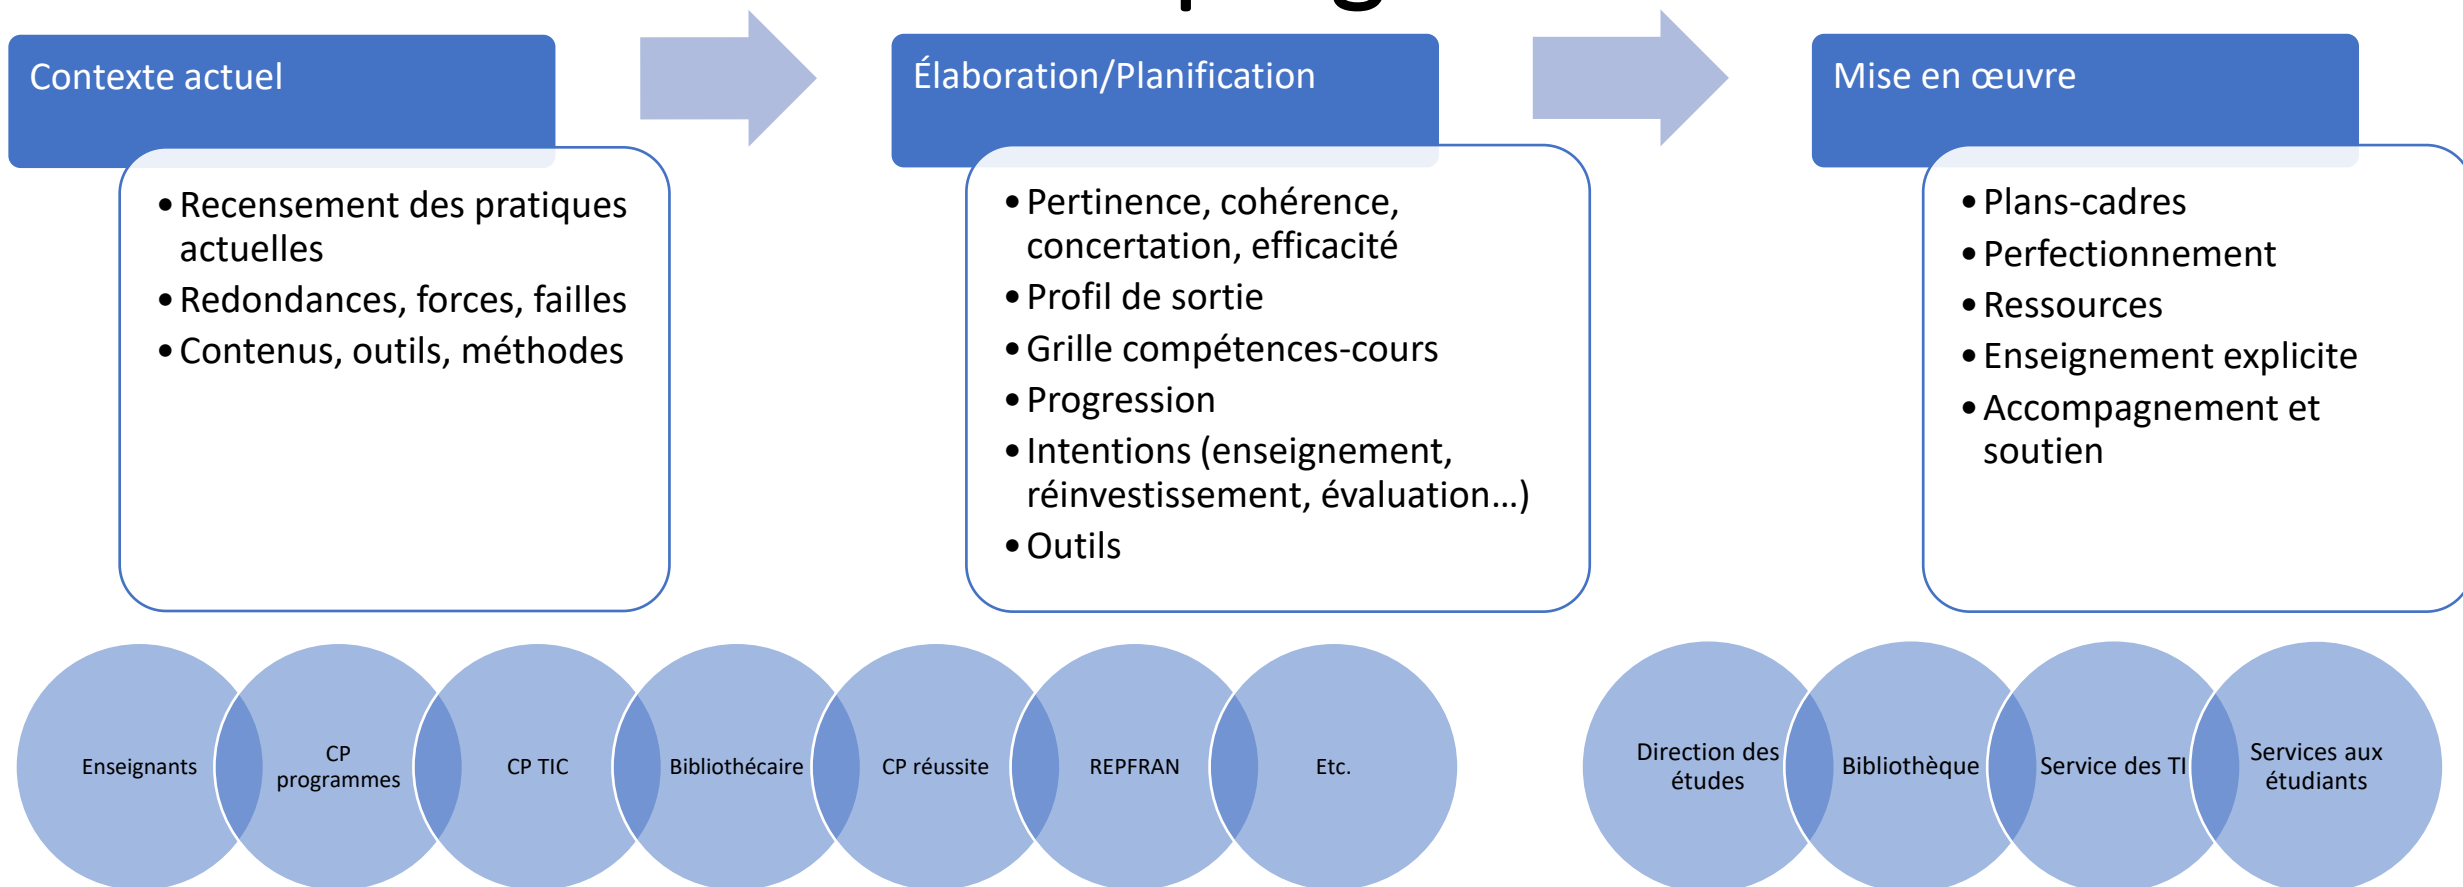 Contexte actuel
• Recensement des pratiques
actuelles
• Redondances, forces, failles
• Contenus, outils, méthodes
Élaboration/Planification
• Pertinence, cohérence,
concertation, efficacité
• Profil de sortie
• Grille compétences-cours
• Progression
• Intentions (enseignement,
réinvestissement, évaluation…)
• Outils
Mise en œuvre
• Plans-cadres
• Perfectionnement
• Ressources
• Enseignement explicite
• Accompagnement et
soutien
Enseignants
CP
programmes
CP TIC
Bibliothécaire
CP réussite
REPFRAN
Etc.
Direction des
études
Bibliothèque
Service des TI
Services aux
étudiants